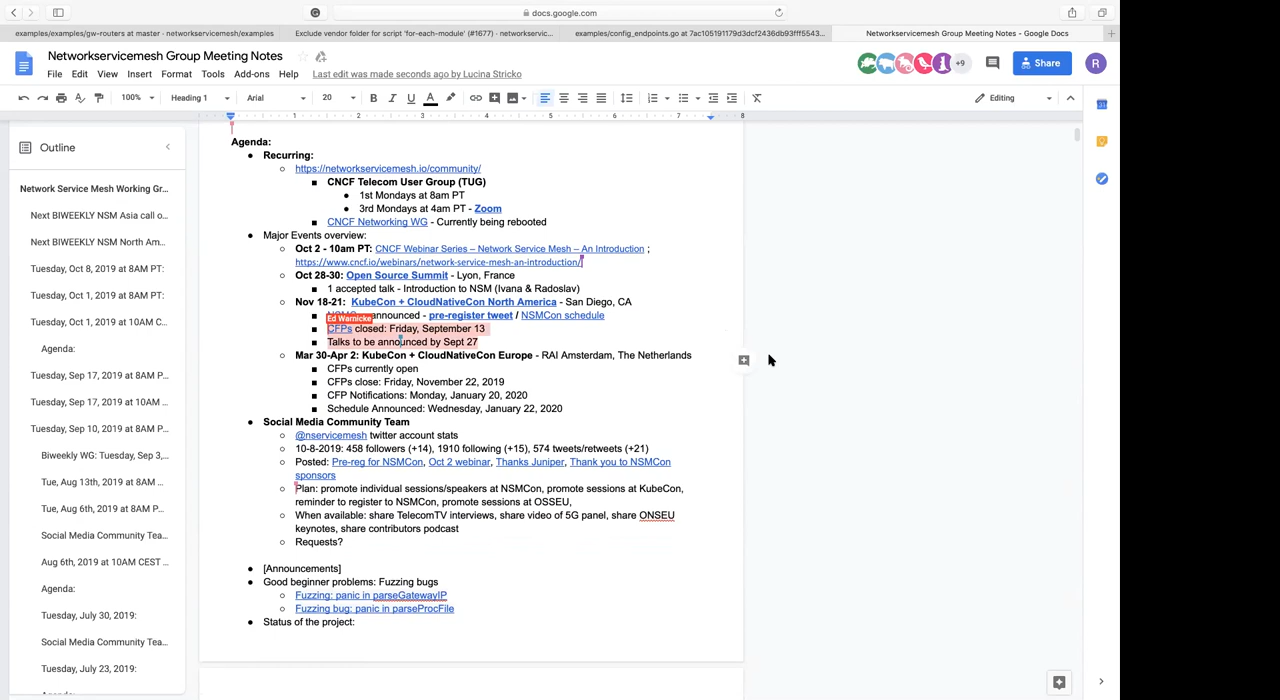 docs.google.com
examples/examples/gw-routers at master · networkservicemesh/examples
Exclude vendor folder for script 'for-each-module' (#1677) · networkservic...
examples/config_endpoints.go at 7ac105191179d3dcf2436db93fff5543...
Networkservicemesh Group Meeting Notes - Google Docs
Networkservicemesh Group Meeting Notes
File Edit View Insert Format Tools Add-ons Help Last edit was made seconds ago by Lucina Stricko
+9
Share
R
100% Heading 1 Arial 20 B I U A Editing
1 2 3 4 5 6 7 8
Outline
Network Service Mesh Working Gr...
Next BIWEEKLY NSM Asia call o...
Next BIWEEKLY NSM North Am...
Tuesday, Oct 8, 2019 at 8AM PT:
Tuesday, Oct 1, 2019 at 8AM PT:
Tuesday, Oct 1, 2019 at 10AM C...
Agenda:
Tuesday, Sep 17, 2019 at 8AM P...
Tuesday, Sep 17, 2019 at 10AM ...
Tuesday, Sep 10, 2019 at 8AM P...
Biweekly WG: Tuesday, Sep 3,...
Tue, Aug 13th, 2019 at 8AM ...
Tue, Aug 6th, 2019 at 8AM P...
Social Media Community Tea...
Aug 6th, 2019 at 10AM CEST ...
Agenda:
Tuesday, July 30, 2019:
Social Media Community Tea...
Tuesday, July 23, 2019:
Agenda:
● Recurring:
○ https://networkservicemesh.io/community/
■ CNCF Telecom User Group (TUG)
● 1st Mondays at 8am PT
● 3rd Mondays at 4am PT - Zoom
■ CNCF Networking WG - Currently being rebooted
● Major Events overview:
○ Oct 2 - 10am PT: CNCF Webinar Series – Network Service Mesh – An Introduction ;
https://www.cncf.io/webinars/network-service-mesh-an-introduction/
○ Oct 28-30: Open Source Summit - Lyon, France
■ 1 accepted talk - Introduction to NSM (Ivana & Radoslav)
○ Nov 18-21: KubeCon + CloudNativeCon North America - San Diego, CA
■ announced - pre-register tweet / NSMCon schedule
Ed Warnicke
■ CFPs closed: Friday, September 13
■ Talks to be announced by Sept 27
○ Mar 30-Apr 2: KubeCon + CloudNativeCon Europe - RAI Amsterdam, The Netherlands
■ CFPs currently open
■ CFPs close: Friday, November 22, 2019
■ CFP Notifications: Monday, January 20, 2020
■ Schedule Announced: Wednesday, January 22, 2020
● Social Media Community Team
○ @nservicemesh twitter account stats
○ 10-8-2019: 458 followers (+14), 1910 following (+15), 574 tweets/retweets (+21)
○ Posted: Pre-reg for NSMCon, Oct 2 webinar, Thanks Juniper, Thank you to NSMCon
sponsors
○ Plan: promote individual sessions/speakers at NSMCon, promote sessions at KubeCon,
reminder to register to NSMCon, promote sessions at OSSEU,
○ When available: share TelecomTV interviews, share video of 5G panel, share ONSEU
keynotes, share contributors podcast
○ Requests?
● [Announcements]
● Good beginner problems: Fuzzing bugs
○ Fuzzing: panic in parseGatewayIP
○ Fuzzing bug: panic in parseProcFile
● Status of the project: